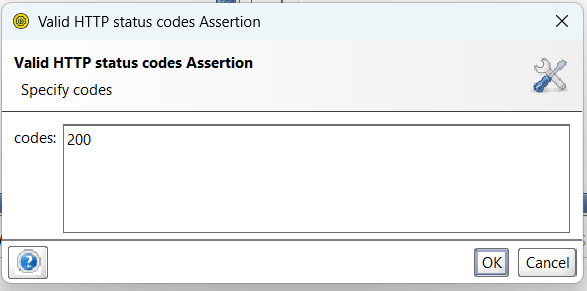 Valid HTTP status codes Assertion
Valid HTTP status codes Assertion
Specify codes
codes: 200
OK Cancel